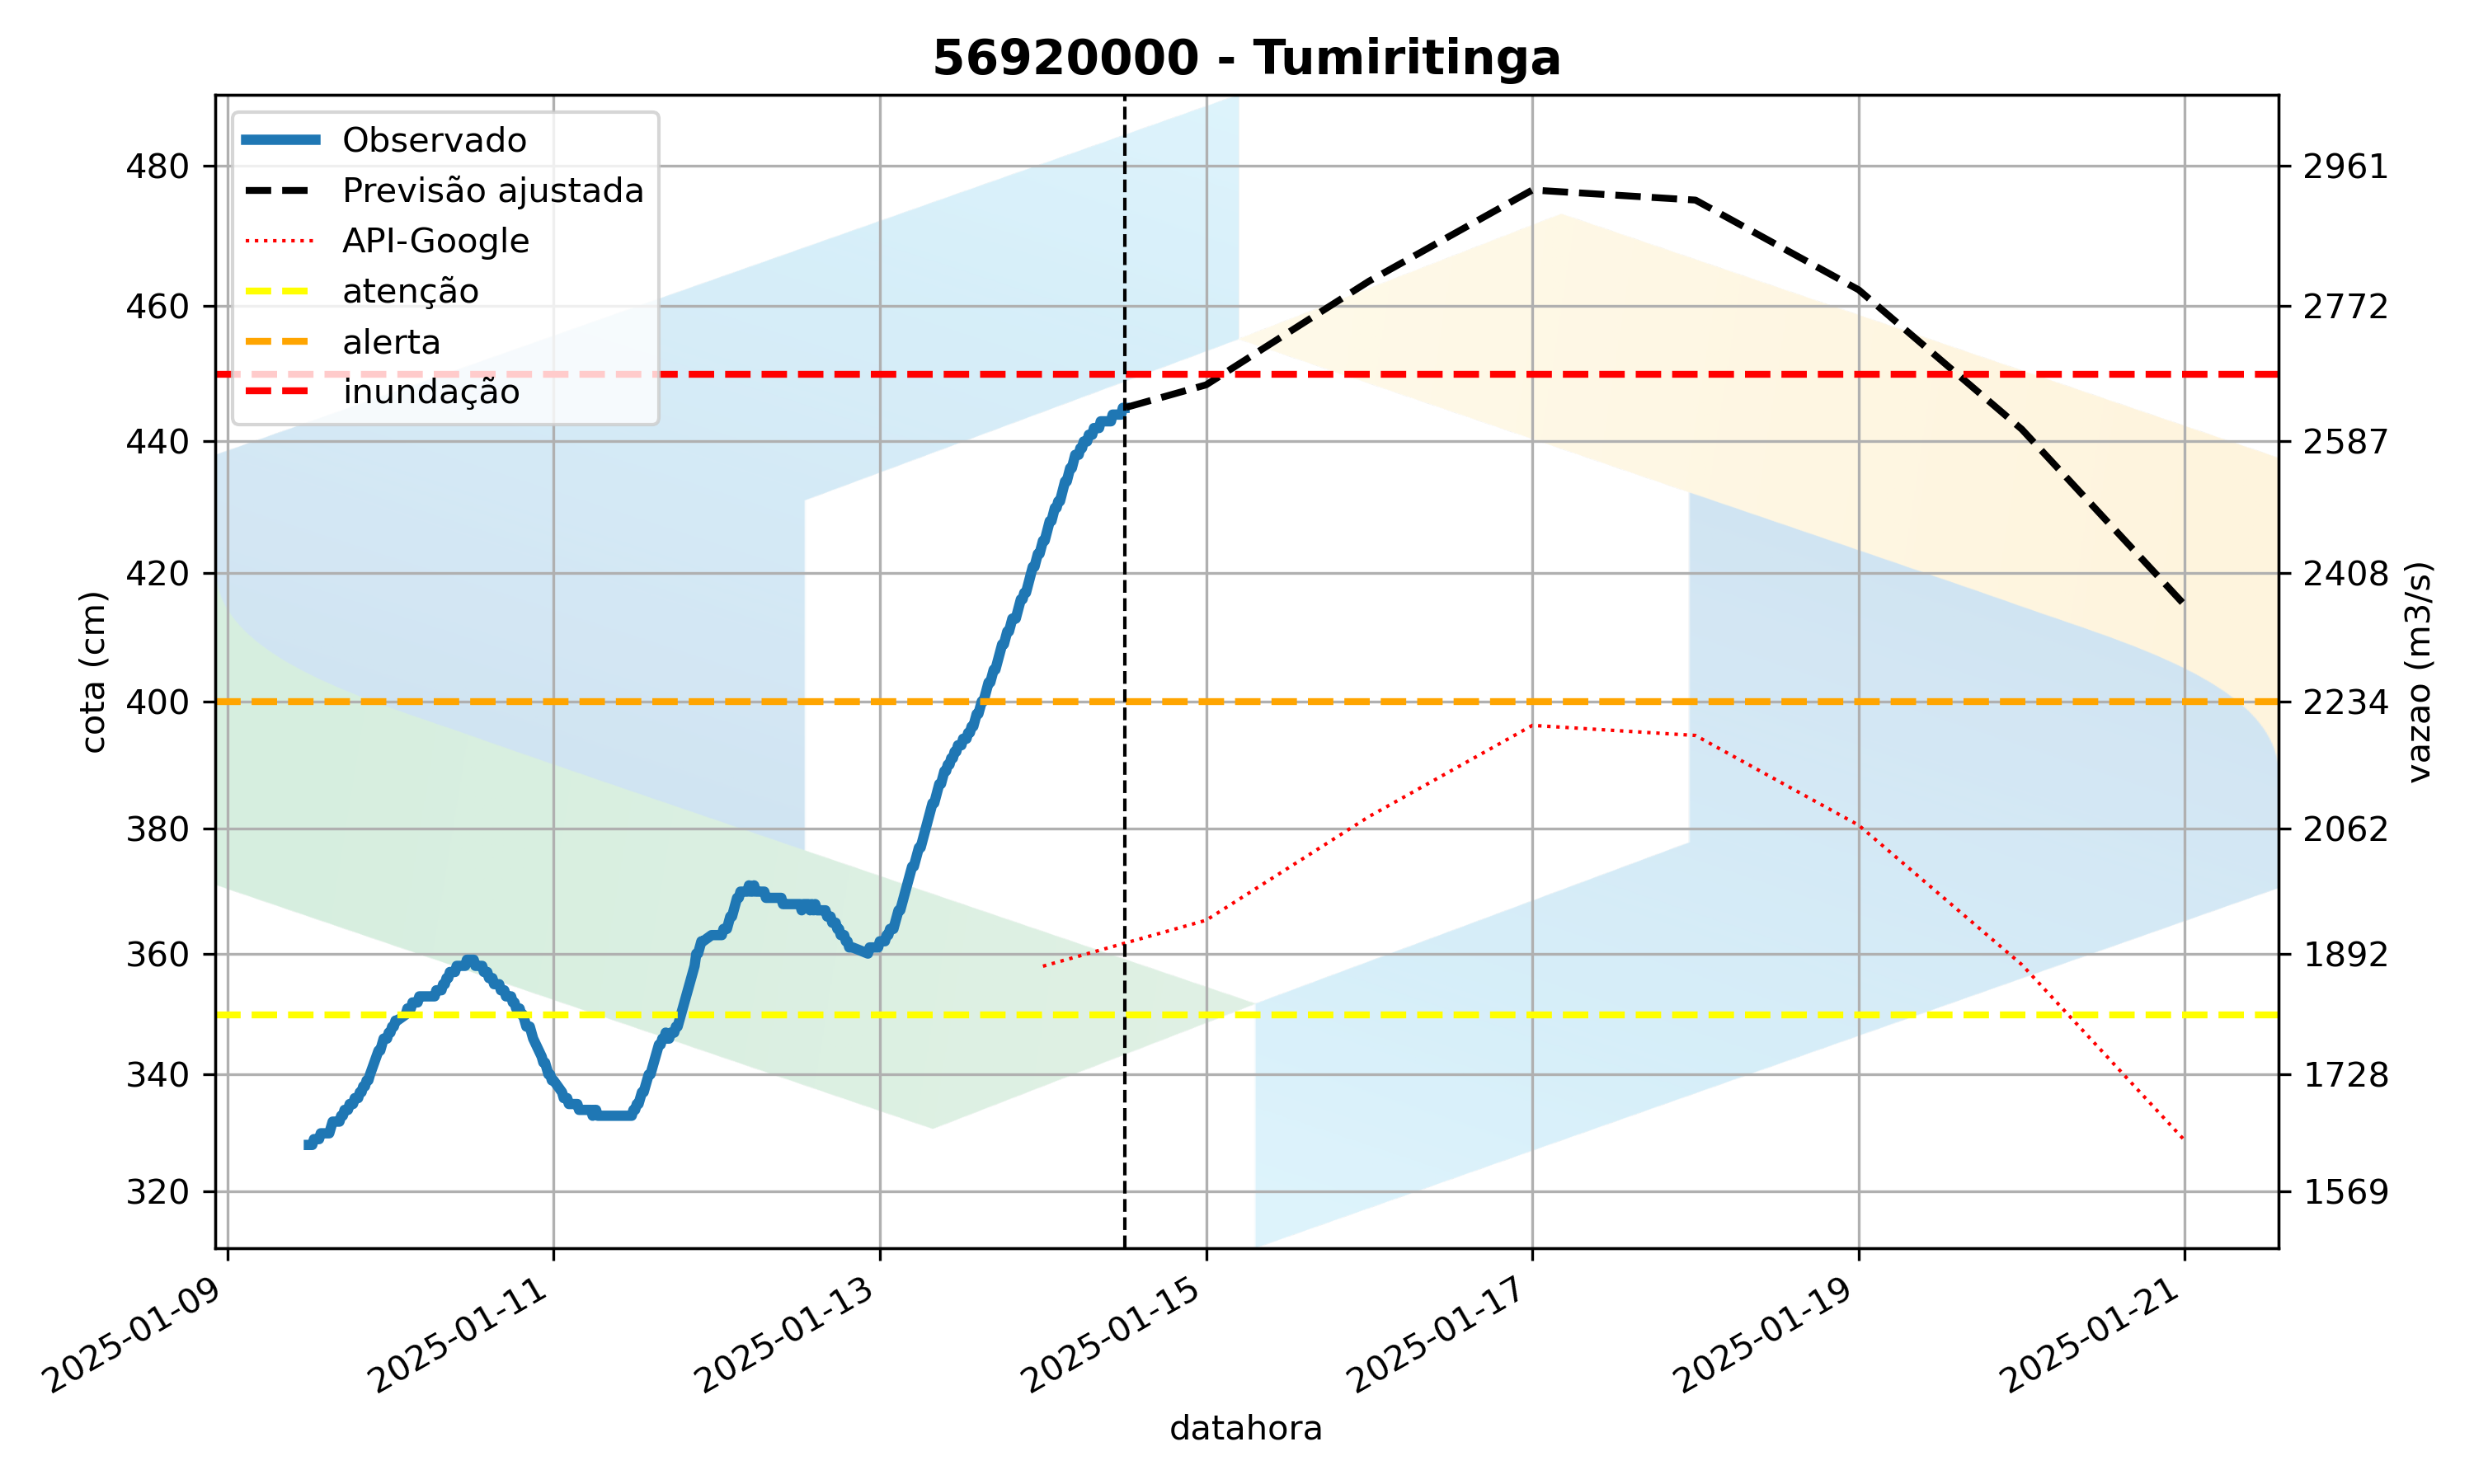 56920000 - Tumiritinga
Observado
Previsão ajustada
API-Google
atenção
alerta
inundação
480
460
440
420
400
380
360
340
320
cota (cm)
2961
2772
2587
2408
2234
2062
1892
1728
1569
vazao (m3/s)
2025-01-09
2025-01-11
2025-01-13
2025-01-15
2025-01-17
2025-01-19
2025-01-21
datahora